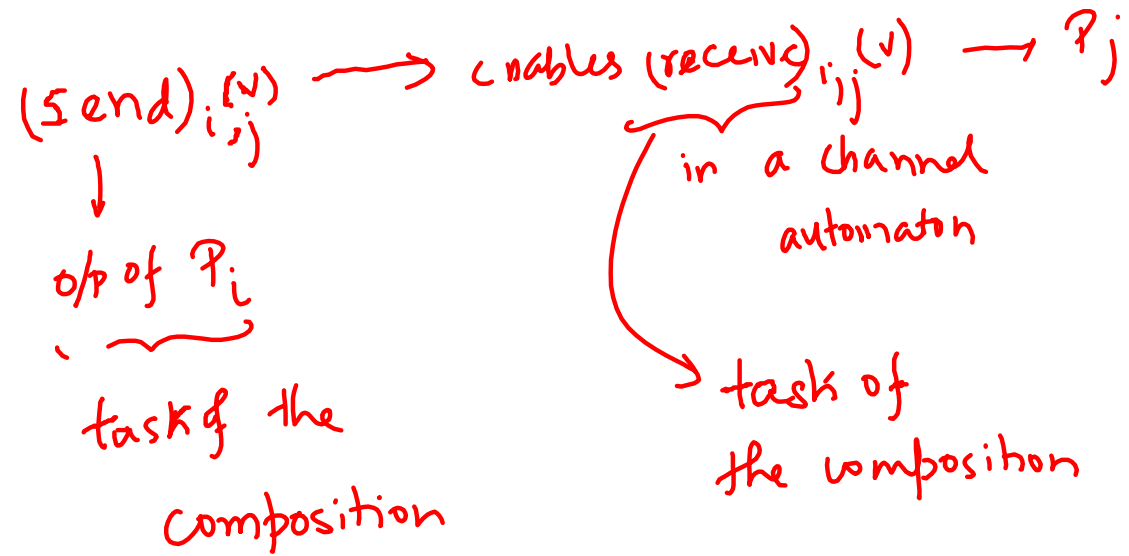 (Send)i,j(v) → enables (receive)i,j(v) → Pj
in a channel
automaton
o/p of Pi
task of the
composition
task of
the composition